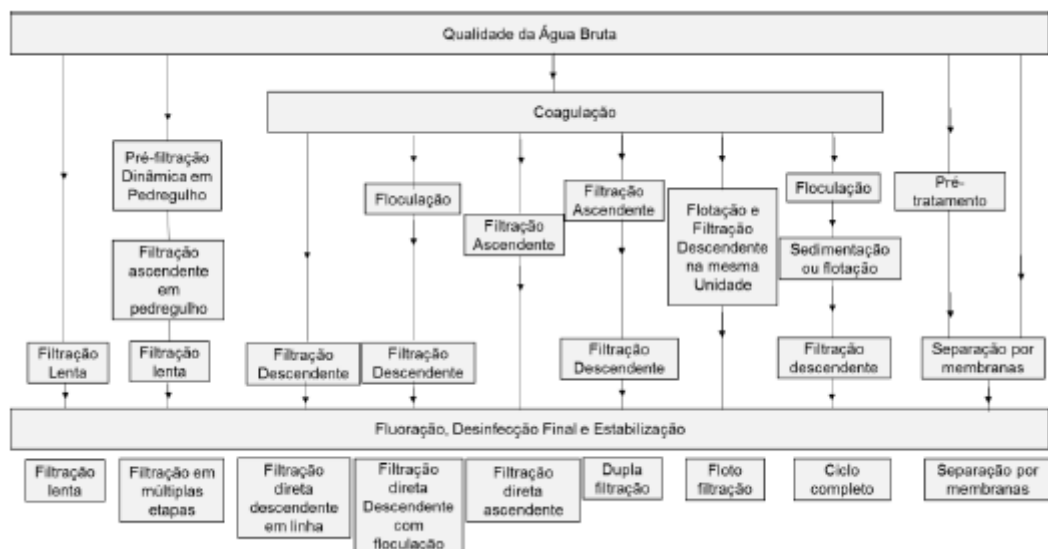 Qualidade da Água Bruta
Coagulação
Pré-filtração
Dinâmica em
Pedregulho
Filtração
ascendente
em
pedregulho
Filtração
Lenta
Filtração
lenta
Filtração
Descendente
Floculação
Filtração
Descendente
Filtração
Ascendente
Filtração
Ascendente
Filtração
Descendente
Flotação e
Filtração
Descendente
na mesma
Unidade
Floculação
Sedimentação
ou flotação
Filtração
descendente
Pré-
tratamento
Separação por
membranas
Fluoração, Desinfecção Final e Estabilização
Filtração
lenta
Filtração em
múltiplas
etapas
Filtração
direta
descendente
em linha
Filtração
direta
Descendente
com
floculação
Filtração
direta
ascendente
Dupla
filtração
Floto
filtração
Ciclo
completo
Separação por
membranas